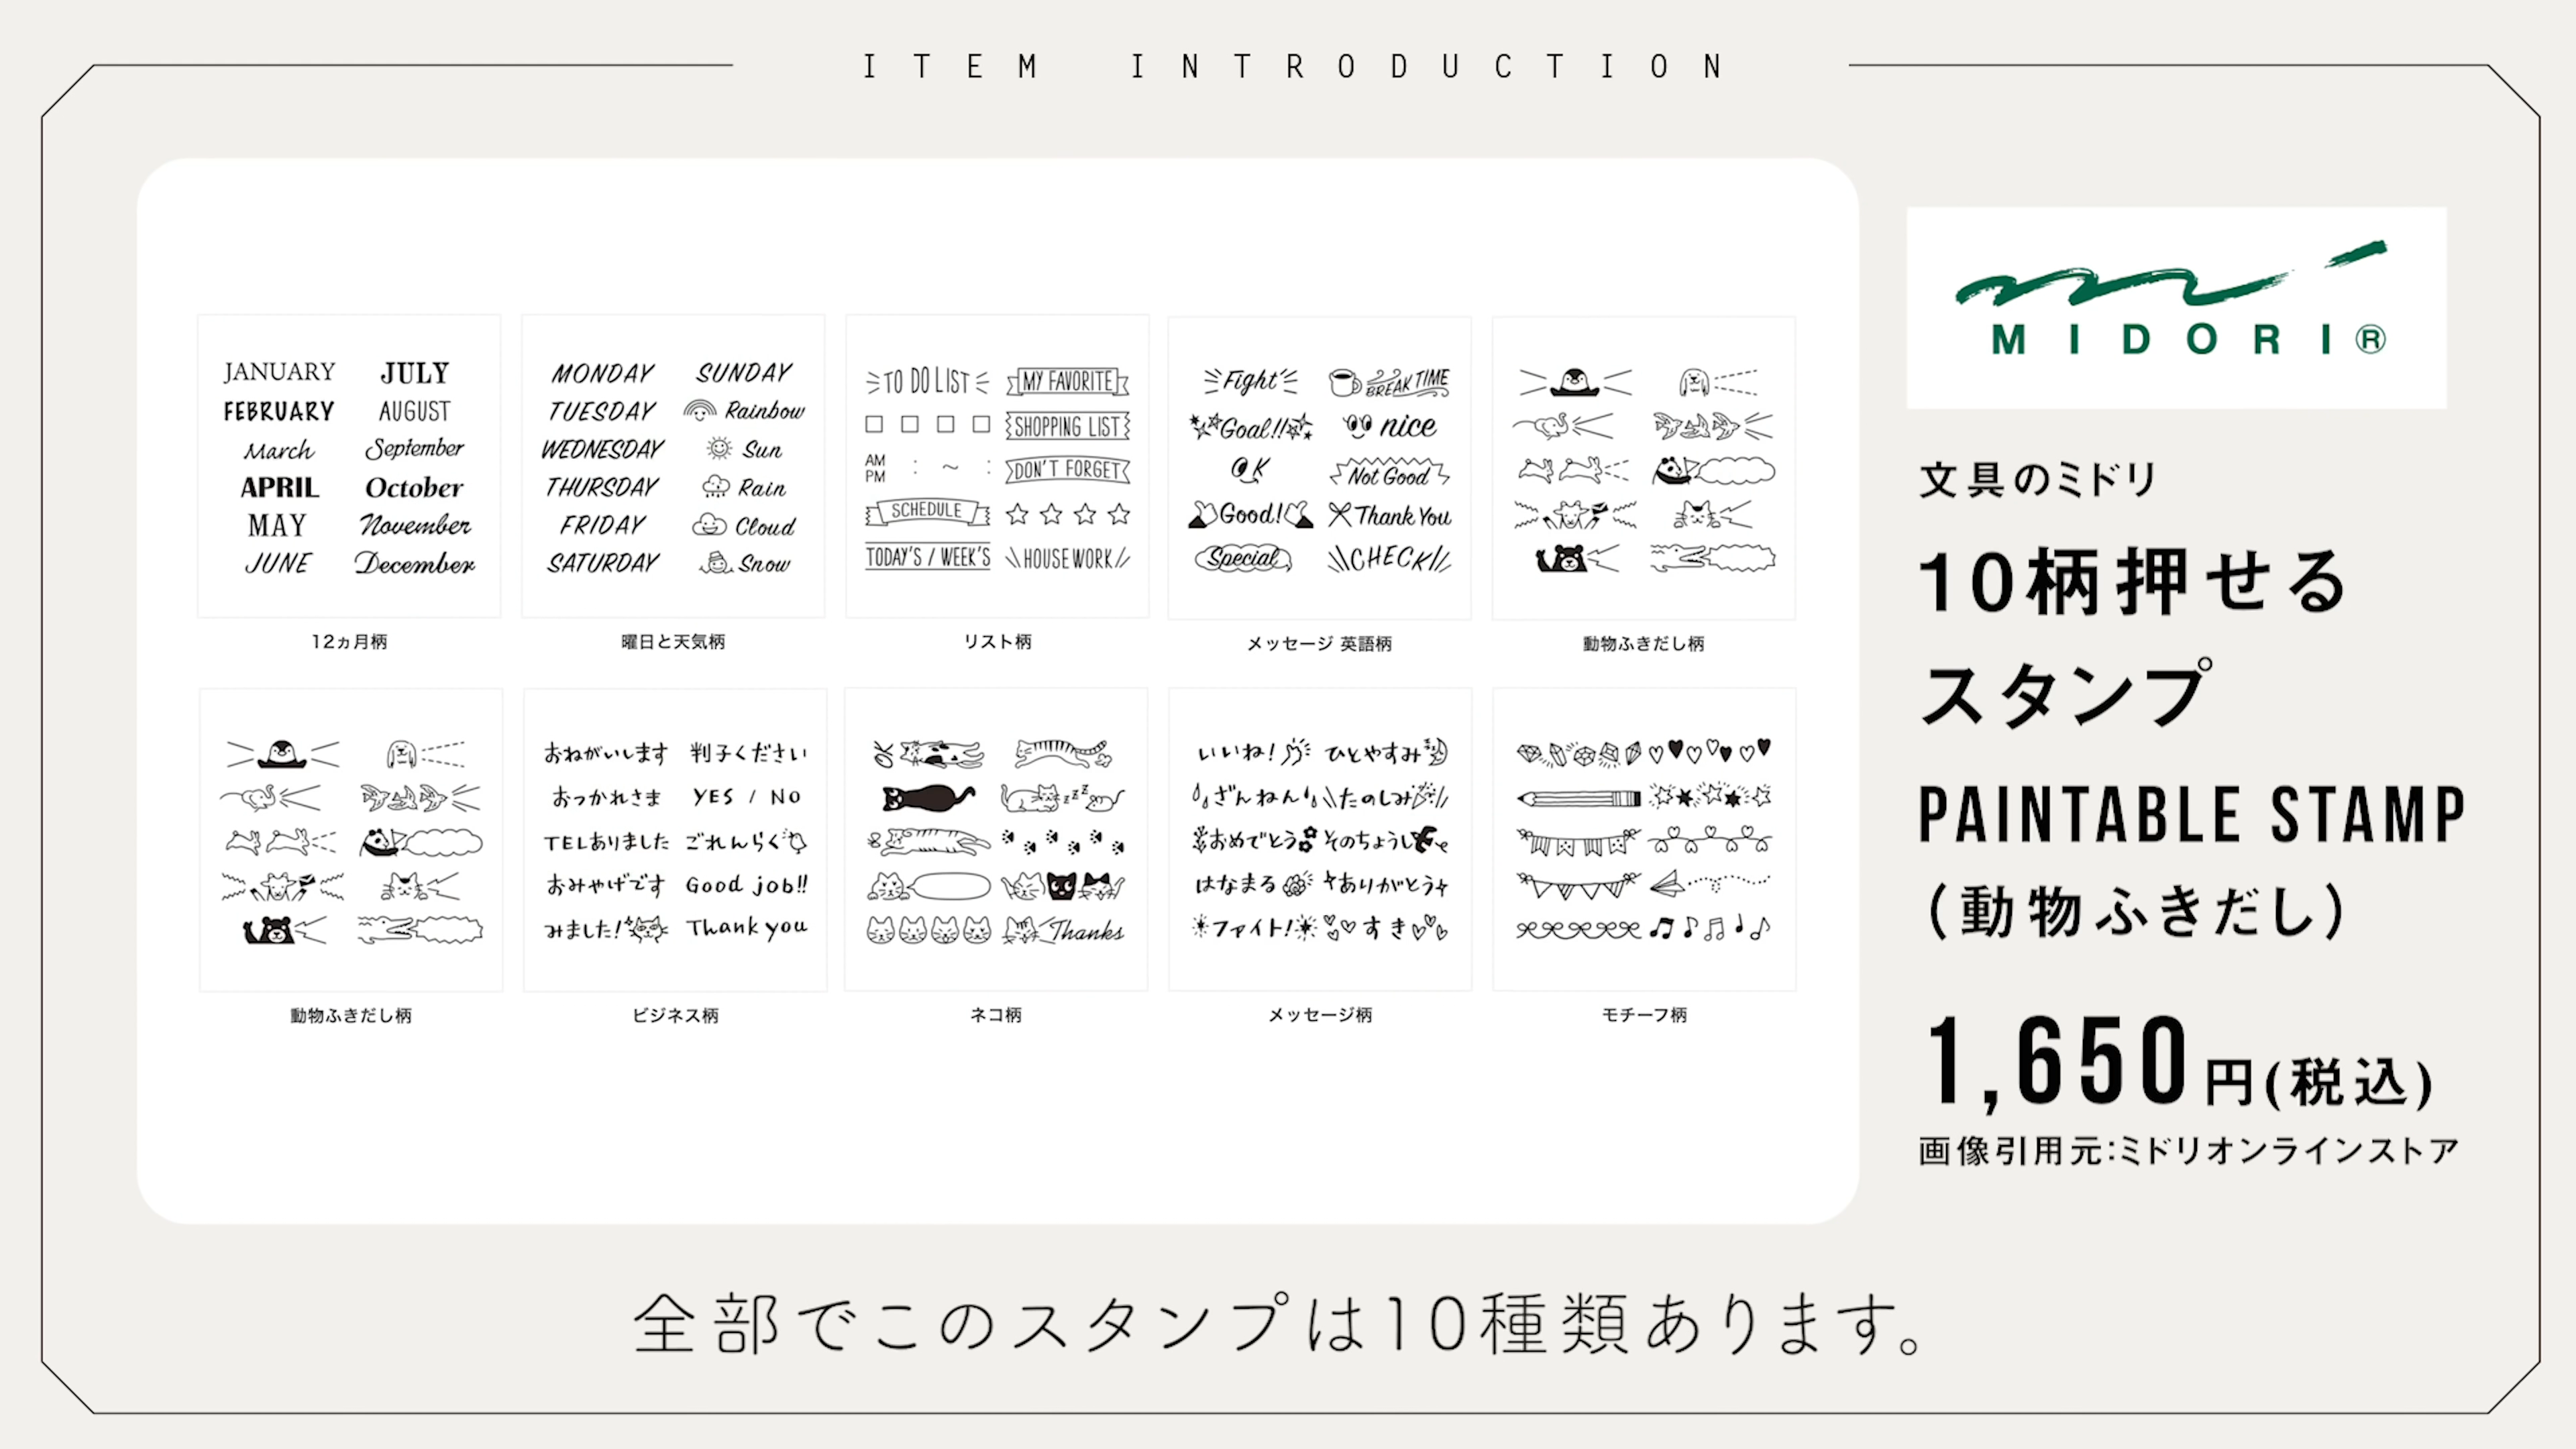 ITEM INTRODUCTION
JANUARY JULY
FEBRUARY AUGUST
March September
APRIL October
MAY November
JUNE December
12ヵ月柄
MONDAY SUNDAY
TUESDAY Rainbow
WEDNESDAY Sun
THURSDAY Rain
FRIDAY Cloud
SATURDAY Snow
曜日と天気柄
TO DO LIST MY FAVORITE
SHOPPING LIST
AM : ~ :
PM DON'T FORGET
SCHEDULE
TODAY'S / WEEK'S HOUSEWORK
リスト柄
Fight BREAK TIME
Goal!! nice
OK Not Good
Good! Thank You
Special CHECK
メッセージ 英語柄
動物ふきだし柄
動物ふきだし柄
おねがいします 判子ください
おつかれさま YES / NO
TELありました ごれんらく
おみやげです Good job!!
みました! Thank you
ビジネス柄
zzz
Thanks
ネコ柄
いいね! ひとやすみ
ざんねん たのしみ
おめでとう そのちょうし
はなまる ありがとう
ファイト! すき
メッセージ柄
モチーフ柄
MIDORI®
文具のミドリ
10柄押せる
スタンプ
PAINTABLE STAMP
(動物ふきだし)
1,650円(税込)
画像引用元:ミドリオンラインストア
全部でこのスタンプは10種類あります。